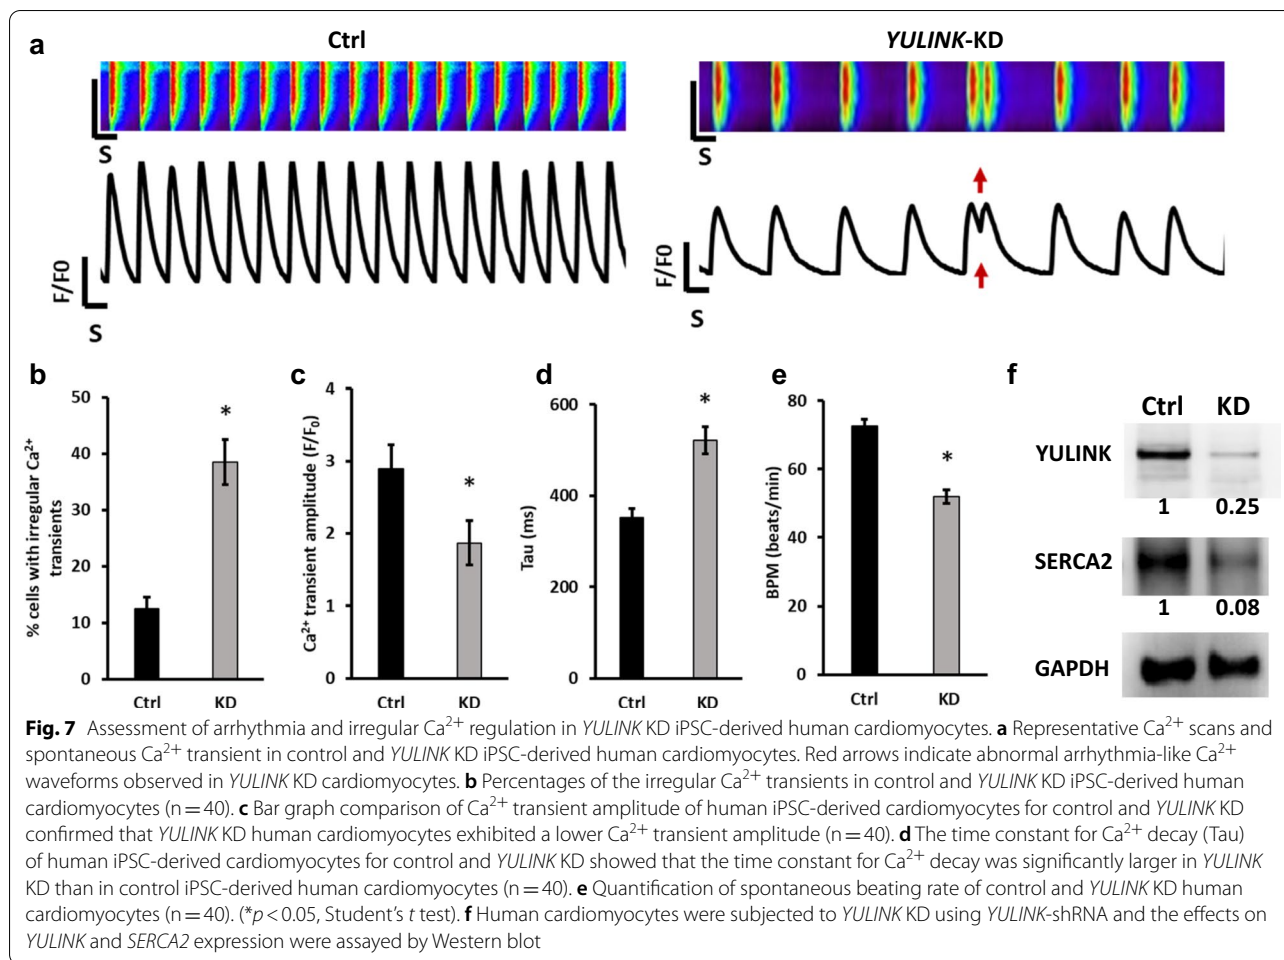 a
Ctrl
YULINK-KD
S
S
F/F0
S
F/F0
S
b
% cells with irregular Ca²⁺
transients
50
40
30
20
10
0
*
Ctrl
KD
c
Ca²⁺ transient amplitude (F/F₀)
4
3
2
1
0
*
Ctrl
KD
d
Tau (ms)
600
400
200
0
*
Ctrl
KD
e
BPM (beats/min)
80
60
40
20
0
*
Ctrl
KD
f
Ctrl KD
YULINK
1 0.25
SERCA2
1 0.08
GAPDH
Fig. 7 Assessment of arrhythmia and irregular Ca²⁺ regulation in YULINK KD iPSC-derived human cardiomyocytes. a Representative Ca²⁺ scans and
spontaneous Ca²⁺ transient in control and YULINK KD iPSC-derived human cardiomyocytes. Red arrows indicate abnormal arrhythmia-like Ca²⁺
waveforms observed in YULINK KD cardiomyocytes. b Percentages of the irregular Ca²⁺ transients in control and YULINK KD iPSC-derived human
cardiomyocytes (n = 40). c Bar graph comparison of Ca²⁺ transient amplitude of human iPSC-derived cardiomyocytes for control and YULINK KD
confirmed that YULINK KD human cardiomyocytes exhibited a lower Ca²⁺ transient amplitude (n = 40). d The time constant for Ca²⁺ decay (Tau)
of human iPSC-derived cardiomyocytes for control and YULINK KD showed that the time constant for Ca²⁺ decay was significantly larger in YULINK
KD than in control iPSC-derived human cardiomyocytes (n = 40). e Quantification of spontaneous beating rate of control and YULINK KD human
cardiomyocytes (n = 40). (*p < 0.05, Student's t test). f Human cardiomyocytes were subjected to YULINK KD using YULINK-shRNA and the effects on
YULINK and SERCA2 expression were assayed by Western blot